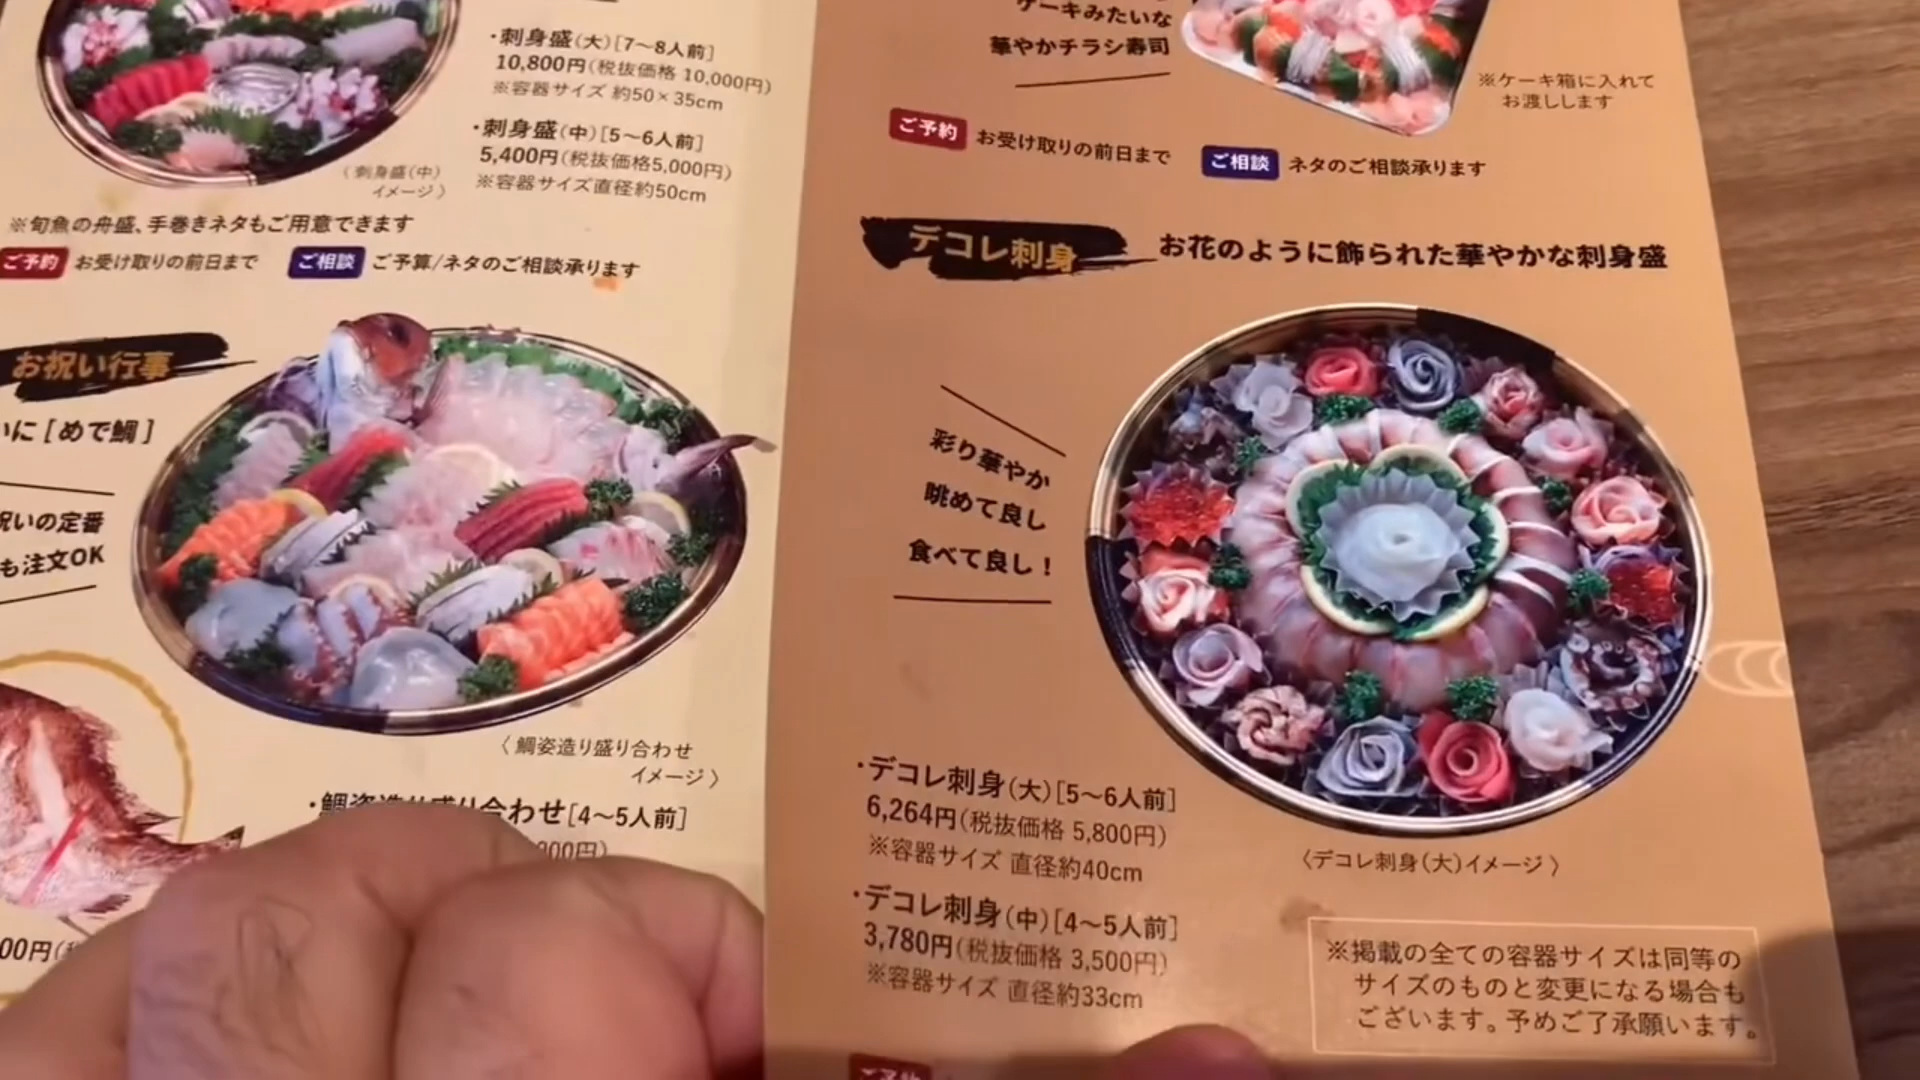 ・刺身盛(大)[7〜8人前]
10,800円(税抜価格 10,000円)
※容器サイズ 約50×35cm
・刺身盛(中)[5〜6人前]
5,400円(税抜価格5,000円)
※容器サイズ直径約50cm
〈刺身盛(中)
イメージ〉
※旬魚の舟盛、手巻きネタもご用意できます
ご予約 お受け取りの前日まで
ご相談 ご予算/ネタのご相談承ります
お祝い行事
いに[めで鯛]
祝いの定番
も注文OK
〈鯛姿造り盛り合わせ
イメージ〉
・鯛姿造り盛り合わせ[4〜5人前]
00円)
00円(
ケーキみたいな
華やかチラシ寿司
※ケーキ箱に入れて
お渡しします
ご予約 お受け取りの前日まで
ご相談 ネタのご相談承ります
デコレ刺身 お花のように飾られた華やかな刺身盛
彩り華やか
眺めて良し
食べて良し!
・デコレ刺身(大)[5〜6人前]
6,264円(税抜価格 5,800円)
※容器サイズ 直径約40cm
〈デコレ刺身(大)イメージ〉
・デコレ刺身(中)[4〜5人前]
3,780円(税抜価格 3,500円)
※容器サイズ 直径約33cm
※掲載の全ての容器サイズは同等の
サイズのものと変更になる場合も
ございます。予めご了承願います。
ご予約